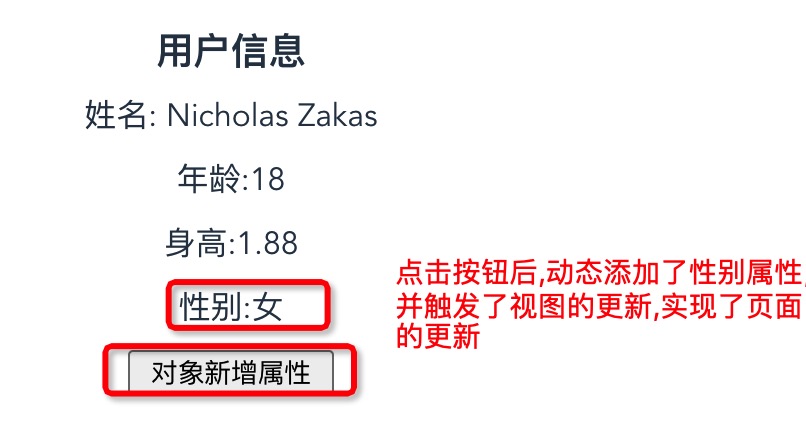 用户信息
姓名: Nicholas Zakas
年龄:18
身高:1.88
点击按钮后,动态添加了性别属性,
性别:女
并触发了视图的更新,实现了页面
的更新
对象新增属性